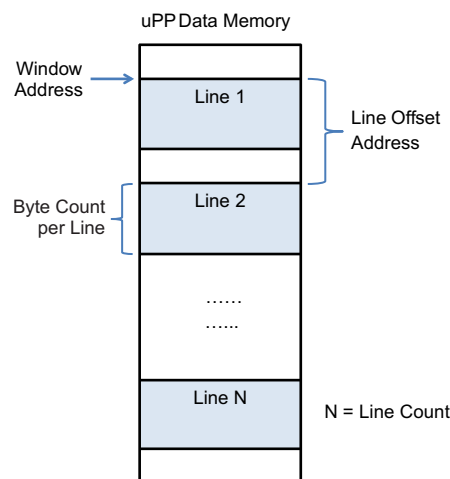 uPP Data Memory
Window
Address
Line 1
Line Offset
Address
Line 2
Byte Count
per Line
......
......
Line N
N = Line Count